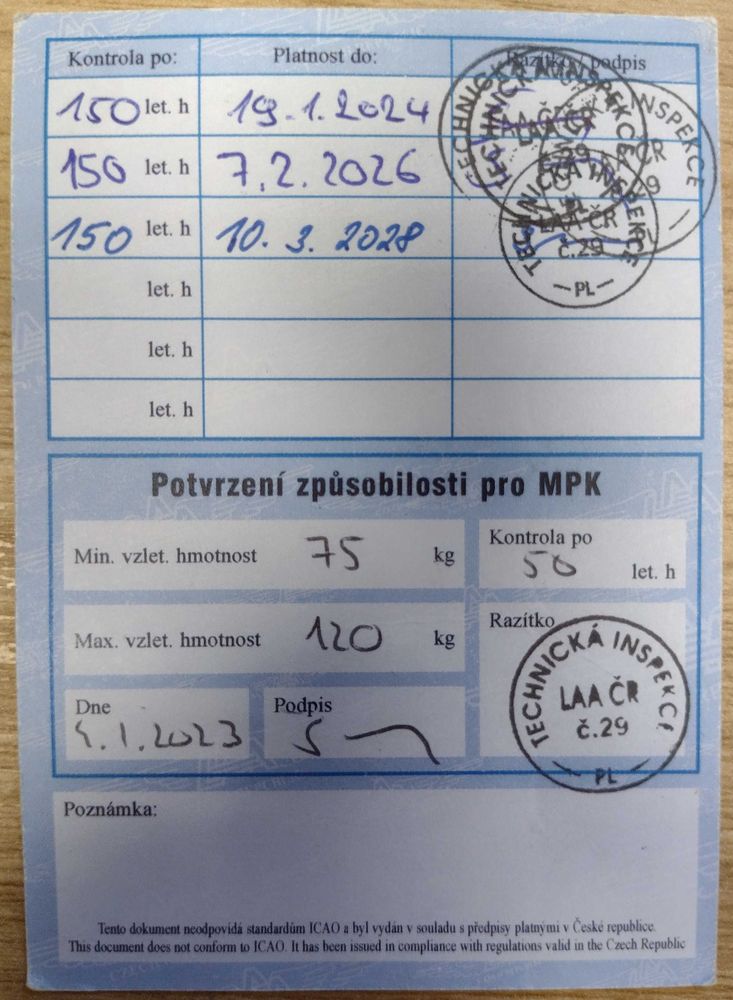 Kontrola po: Platnost do: Razítko / podpis
150 let. h 19.1.2024
150 let. h 7.2.2026
150 let. h 10.3.2028
let. h
let. h
let. h
TECHNICKÁ INSPEKCE
LAA ČR
č.29
PL
Potvrzení způsobilosti pro MPK
Min. vzlet. hmotnost 75 kg
Kontrola po
50 let. h
Max. vzlet. hmotnost 120 kg
Razítko
TECHNICKÁ INSPEKCE
LAA ČR
č.29
PL
Dne
4.1.2023
Podpis
Poznámka:
Tento dokument neodpovídá standardům ICAO a byl vydán v souladu s předpisy platnými v České republice.
This document does not conform to ICAO. It has been issued in compliance with regulations valid in the Czech Republic